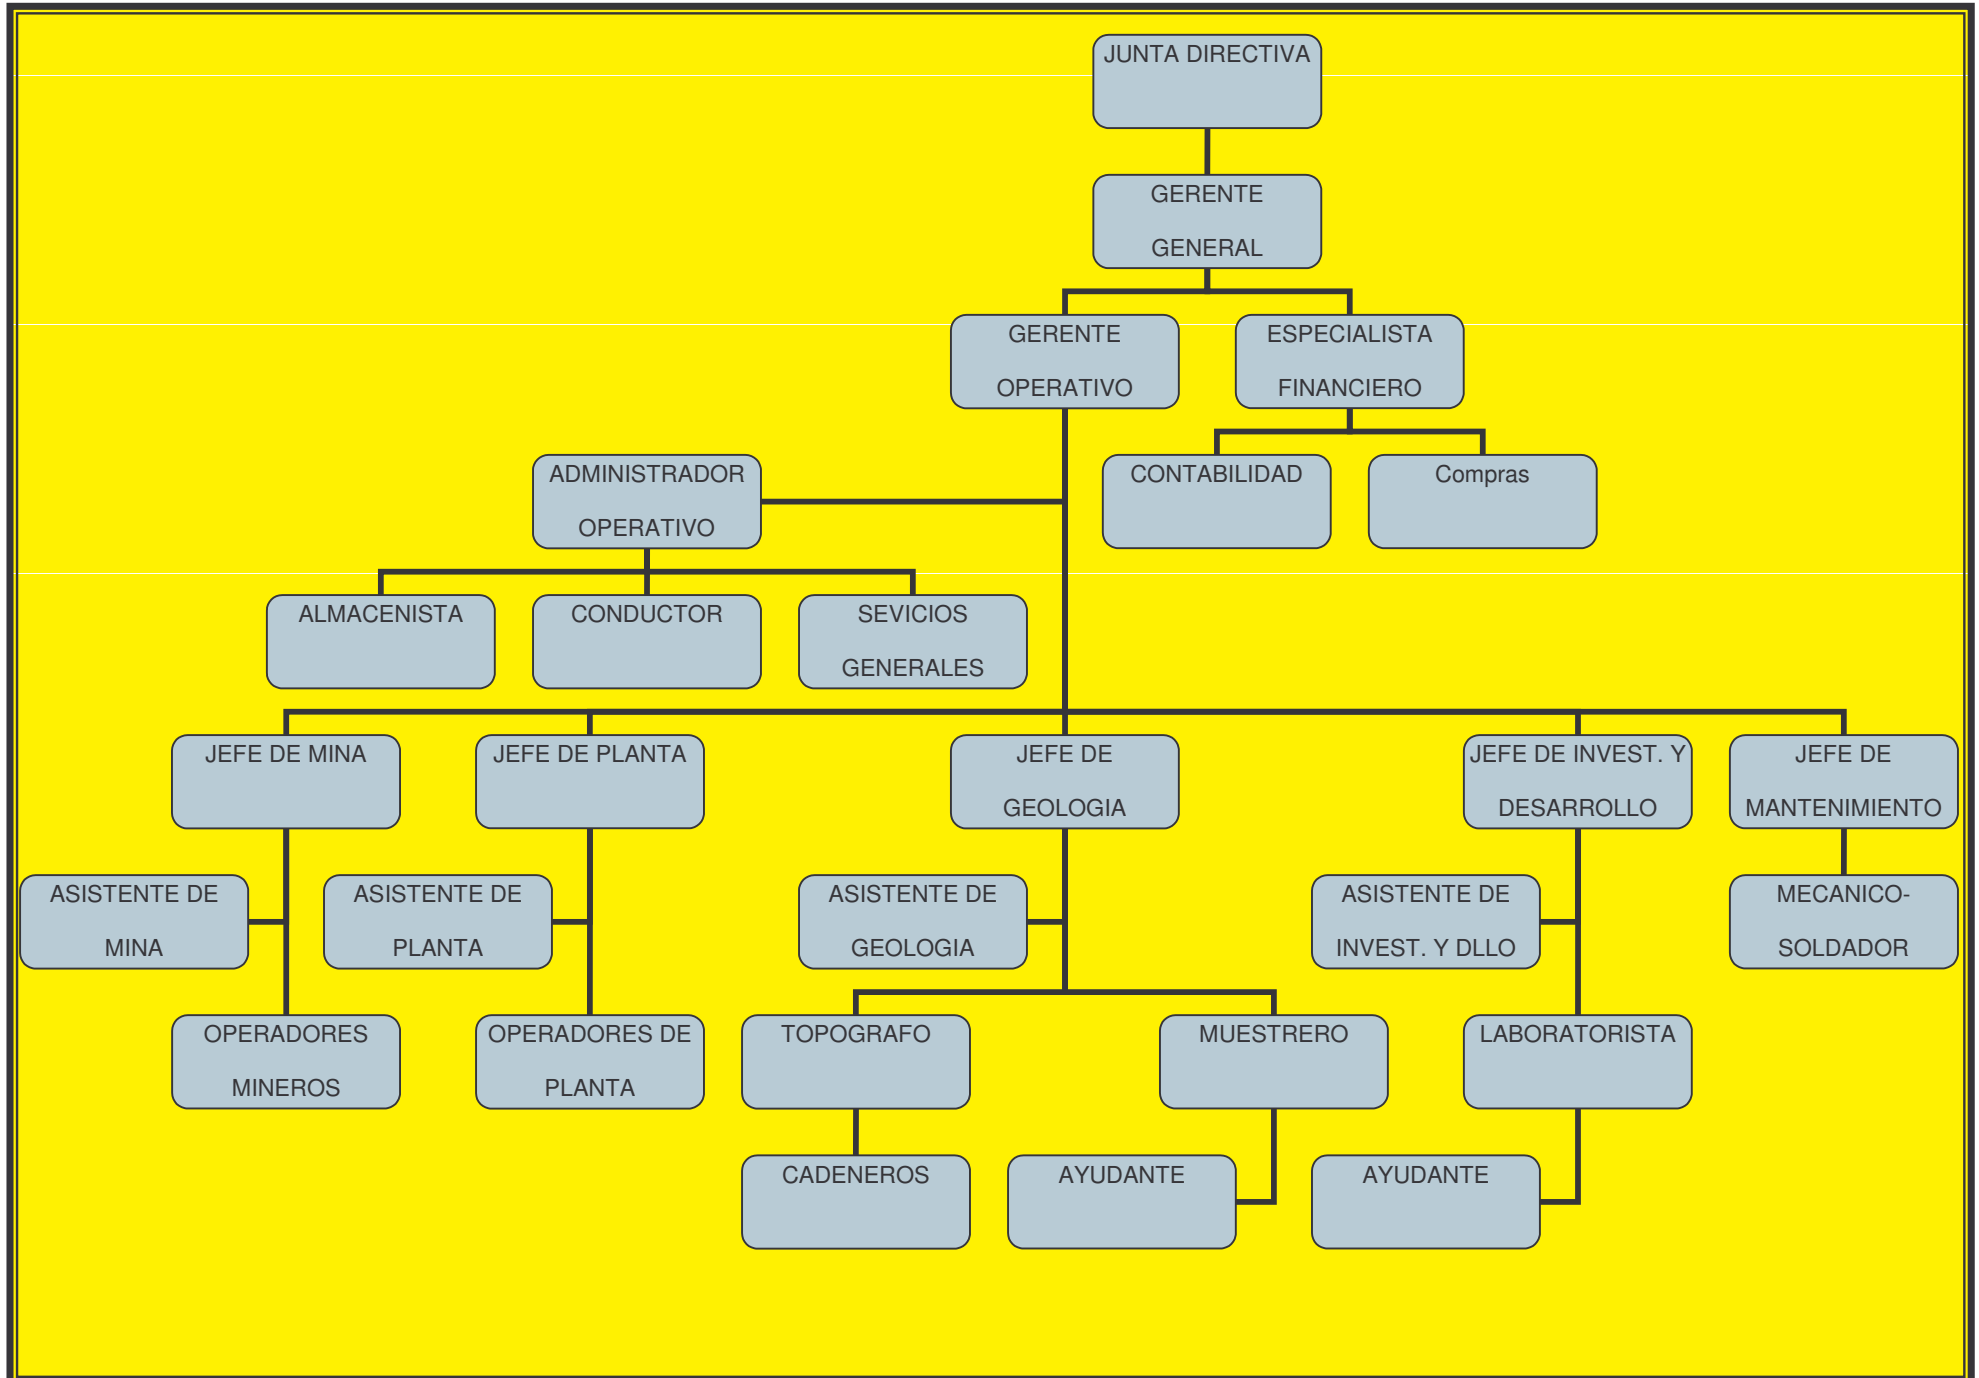 JUNTA DIRECTIVA
GERENTE
GENERAL
GERENTE
OPERATIVO
ESPECIALISTA
FINANCIERO
ADMINISTRADOR
OPERATIVO
CONTABILIDAD
Compras
ALMACENISTA
CONDUCTOR
SEVICIOS
GENERALES
JEFE DE MINA
JEFE DE PLANTA
JEFE DE
GEOLOGIA
JEFE DE INVEST. Y
DESARROLLO
JEFE DE
MANTENIMIENTO
ASISTENTE DE
MINA
ASISTENTE DE
PLANTA
ASISTENTE DE
GEOLOGIA
ASISTENTE DE
INVEST. Y DLLO
MECANICO-
SOLDADOR
OPERADORES
MINEROS
OPERADORES DE
PLANTA
TOPOGRAFO
MUESTRERO
LABORATORISTA
CADENEROS
AYUDANTE
AYUDANTE